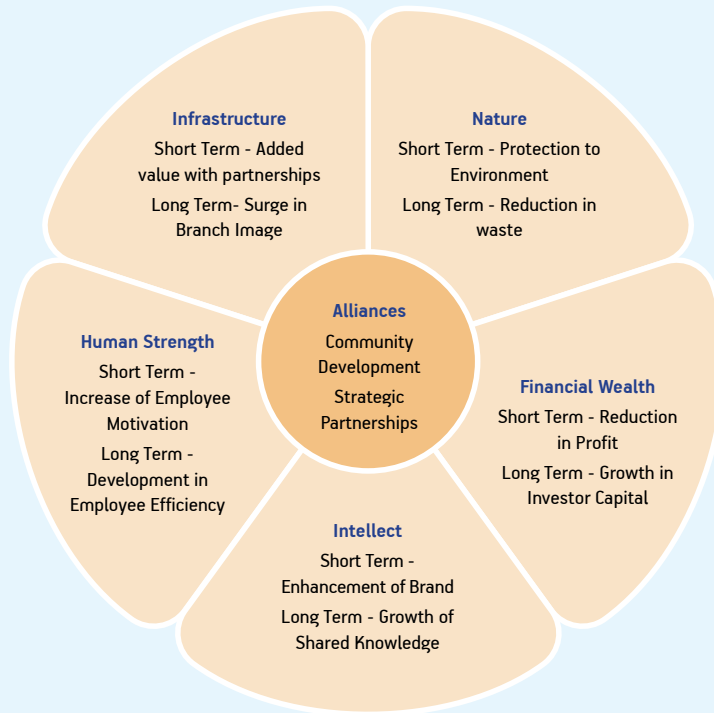 Infrastructure
Short Term - Added
value with partnerships
Long Term- Surge in
Branch Image
Nature
Short Term - Protection to
Environment
Long Term - Reduction in
waste
Alliances
Community
Development
Strategic
Partnerships
Human Strength
Short Term -
Increase of Employee
Motivation
Long Term -
Development in
Employee Efficiency
Financial Wealth
Short Term - Reduction
in Profit
Long Term - Growth in
Investor Capital
Intellect
Short Term -
Enhancement of Brand
Long Term - Growth of
Shared Knowledge